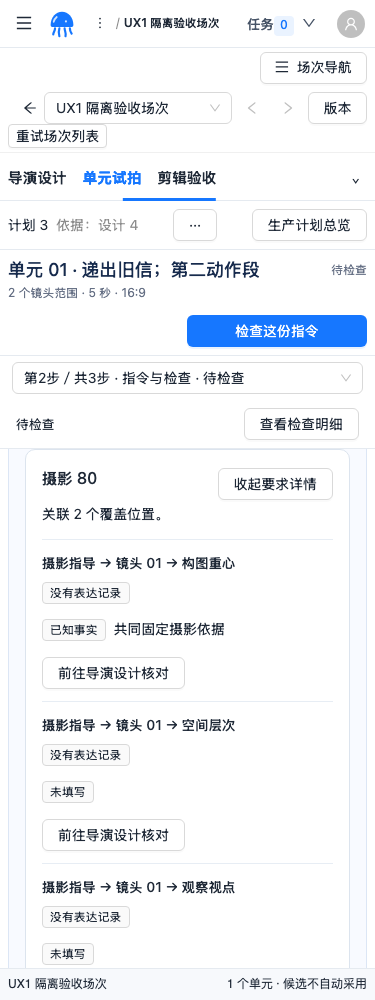 ⋮ / UX1 隔离验收场次 任务 0
场次导航
UX1 隔离验收场次 版本
重试场次列表
导演设计 单元试拍 剪辑验收
计划 3 依据：设计 4 ... 生产计划总览
单元 01 · 递出旧信；第二动作段 待检查
2 个镜头范围 · 5 秒 · 16:9
检查这份指令
第2步 / 共3步 · 指令与检查 · 待检查
待检查 查看检查明细
摄影 80 收起要求详情
关联 2 个覆盖位置。
摄影指导 → 镜头 01 → 构图重心
没有表达记录
已知事实 共同固定摄影依据
前往导演设计核对
摄影指导 → 镜头 01 → 空间层次
没有表达记录
未填写
前往导演设计核对
摄影指导 → 镜头 01 → 观察视点
没有表达记录
未填写
UX1 隔离验收场次 1 个单元 · 候选不自动采用